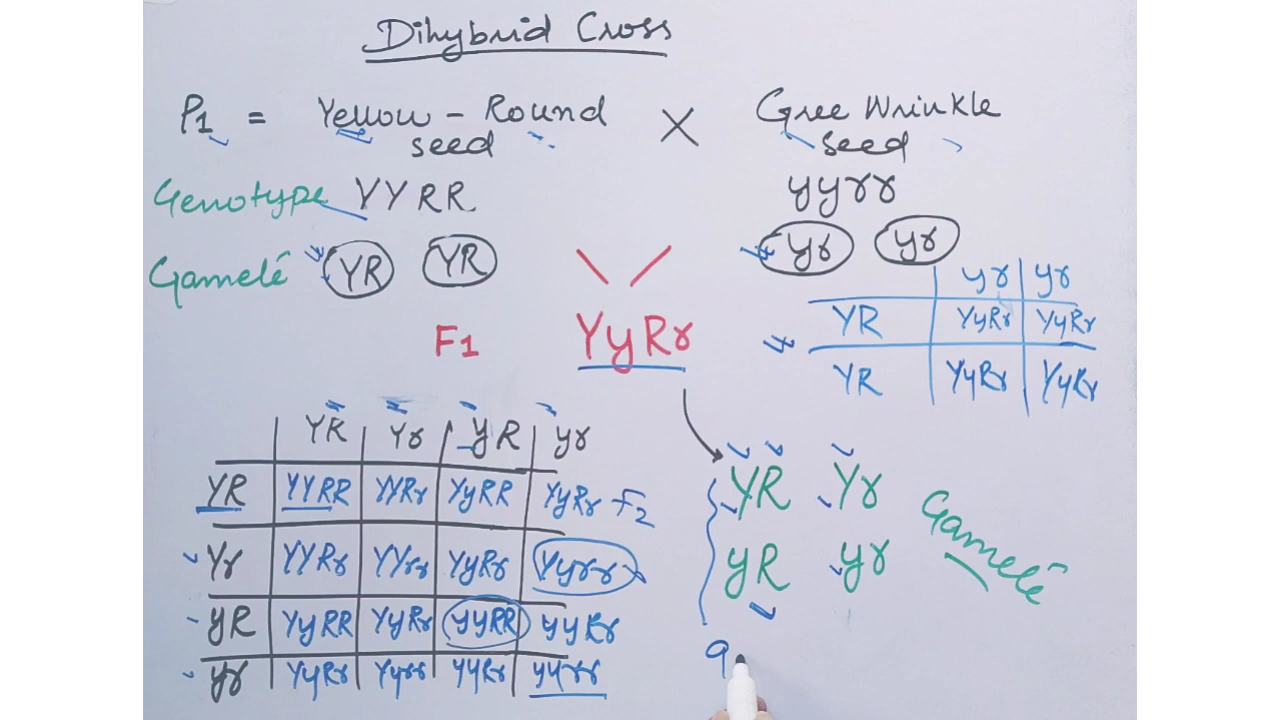 Dihybrid Cross
P1 = Yellow - Round seed X Gree Wrinkle seed
Genotype YYRR yyrr
Gamelé YR YR yr yr
yr yr
YR YyRr YyRr
YR YyRr YyRr
F1 YyRr
YR Yr yR yr
YR YYRR YYRr YyRR YyRr F2
Yr YYRr YYrr YyRr Yyrr
yR YyRR YyRr yyRR yyRr
yr YyRr Yyrr yyRr yyrr
YR Yr
yR yr
Gamelé
9